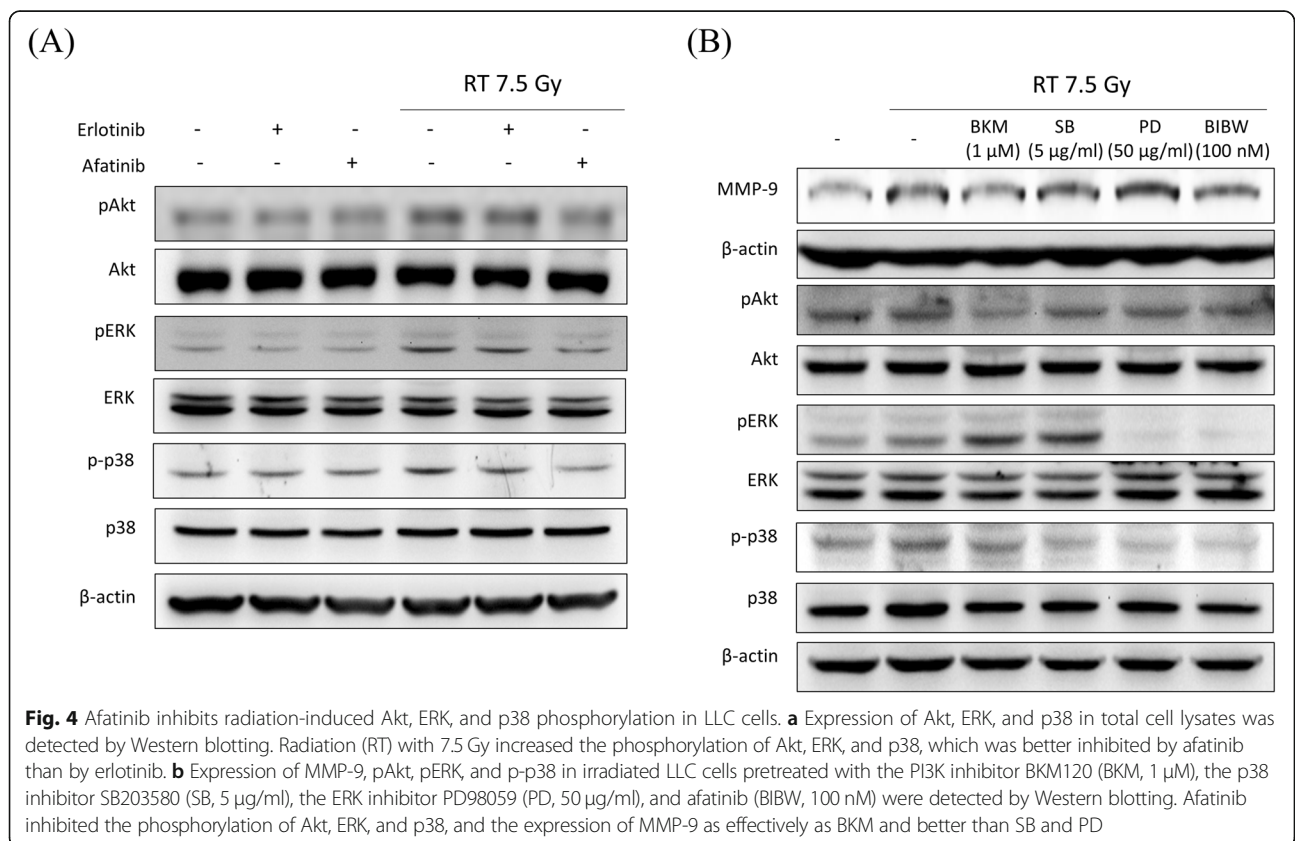 (A)
RT 7.5 Gy
Erlotinib - + - - + -
Afatinib - - + - - +
pAkt
Akt
pERK
ERK
p-p38
p38
β-actin
(B)
RT 7.5 Gy
- - BKM SB PD BIBW
(1 µM) (5 µg/ml) (50 µg/ml) (100 nM)
MMP-9
β-actin
pAkt
Akt
pERK
ERK
p-p38
p38
β-actin
Fig. 4 Afatinib inhibits radiation-induced Akt, ERK, and p38 phosphorylation in LLC cells. a Expression of Akt, ERK, and p38 in total cell lysates was
detected by Western blotting. Radiation (RT) with 7.5 Gy increased the phosphorylation of Akt, ERK, and p38, which was better inhibited by afatinib
than by erlotinib. b Expression of MMP-9, pAkt, pERK, and p-p38 in irradiated LLC cells pretreated with the PI3K inhibitor BKM120 (BKM, 1 µM), the p38
inhibitor SB203580 (SB, 5 µg/ml), the ERK inhibitor PD98059 (PD, 50 µg/ml), and afatinib (BIBW, 100 nM) were detected by Western blotting. Afatinib
inhibited the phosphorylation of Akt, ERK, and p38, and the expression of MMP-9 as effectively as BKM and better than SB and PD